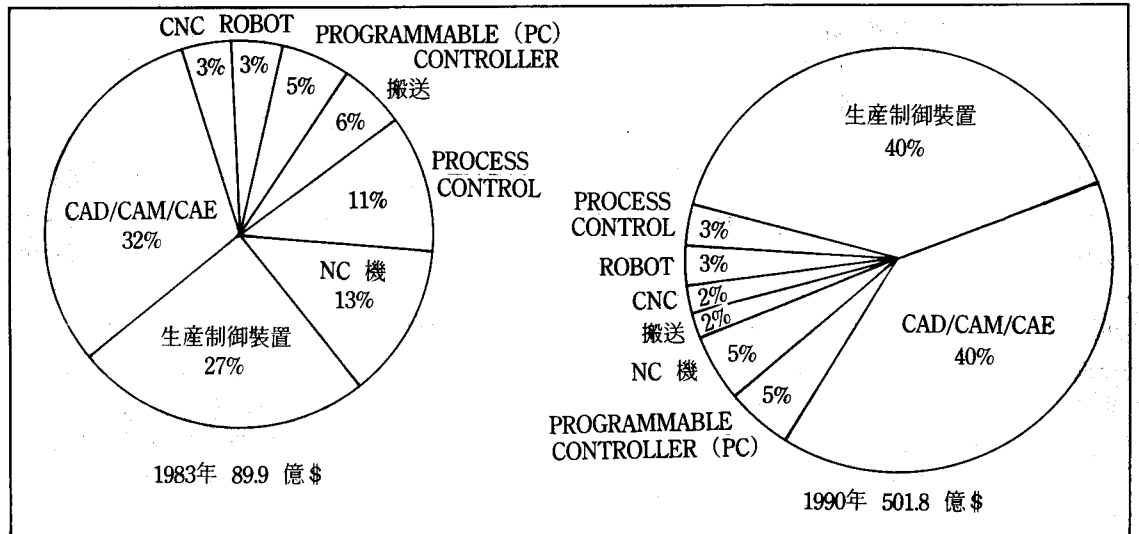 CNC ROBOT
3%
3%
PROGRAMMABLE (PC)
CONTROLLER
5%
搬送
6%
PROCESS
CONTROL
11%
CAD/CAM/CAE
32%
NC 機
13%
生産制御装置
27%
1983年 89.9 億$
生産制御装置
40%
PROCESS
CONTROL
3%
ROBOT
3%
CNC
2%
搬送
2%
NC 機
5%
CAD/CAM/CAE
40%
5%
PROGRAMMABLE
CONTROLLER (PC)
1990年 501.8 億$